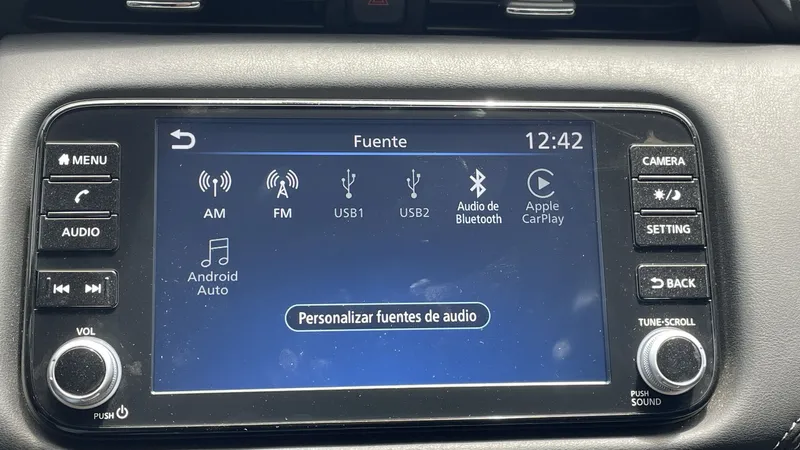 Fuente
12:42
MENU
AUDIO
VOL
PUSH
AM
FM
USB1
USB2
Audio de
Bluetooth
Apple
CarPlay
Android
Auto
Personalizar fuentes de audio
CAMERA
SETTING
BACK
TUNE·SCROLL
PUSH
SOUND